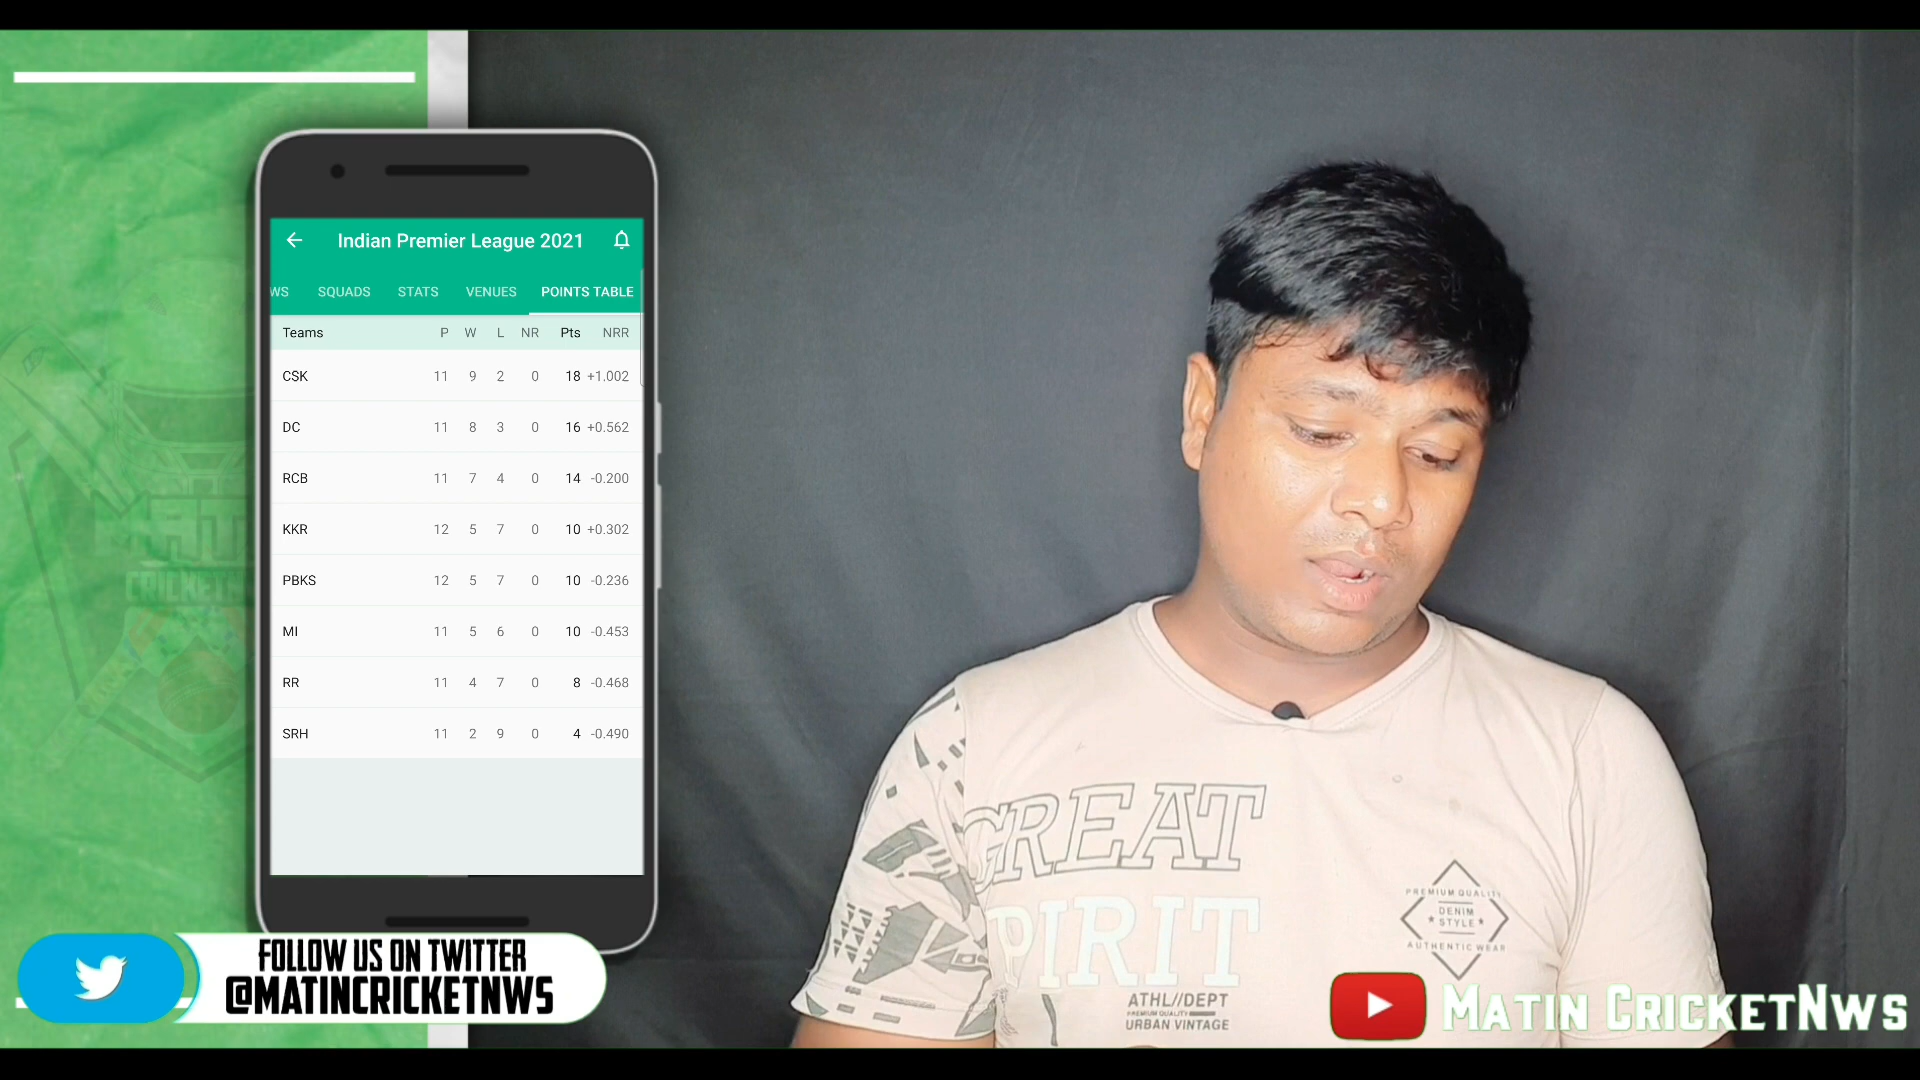 Indian Premier League 2021
WS SQUADS STATS VENUES POINTS TABLE
Teams P W L NR Pts NRR
CSK 11 9 2 0 18 +1.002
DC 11 8 3 0 16 +0.562
RCB 11 7 4 0 14 -0.200
KKR 12 5 7 0 10 +0.302
PBKS 12 5 7 0 10 -0.236
MI 11 5 6 0 10 -0.453
RR 11 4 7 0 8 -0.468
SRH 11 2 9 0 4 -0.490
FOLLOW US ON TWITTER
@MATINCRICKETNWS
GREAT
PIRIT
ATHL//DEPT
PREMIUM QUALITY
URBAN VINTAGE
PREMIUM QUALITY
DENIM
STYLE
AUTHENTIC WEAR
MATIN CRICKETNWS